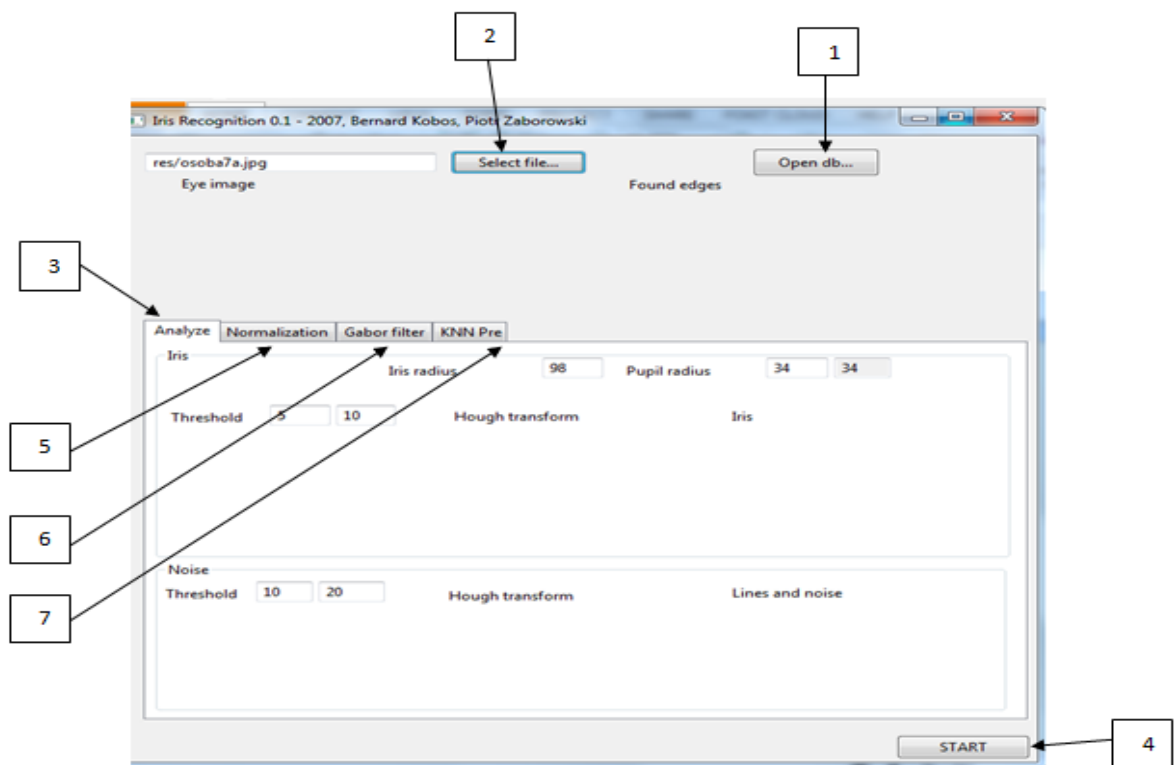 2
1
Iris Recognition 0.1 - 2007, Bernard Kobos, Piotr Zaborowski
res/osoba7a.jpg Select file... Open db...
Eye image Found edges
3
Analyze Normalization Gabor filter KNN Pre
Iris
Iris radius 98 Pupil radius 34 34
Threshold 5 10 Hough transform Iris
5
6
Noise
Threshold 10 20 Hough transform Lines and noise
7
START 4